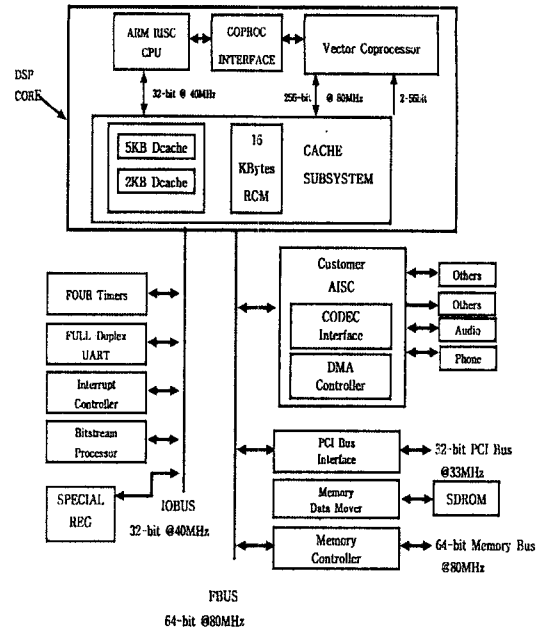 ARM RISC
CPU
COPROC
INTERFACE
Vector Coprocessor
DSP
CORE
32-bit @ 40MHz
256-bit @ 80MHz
2-56bit
5KB Dcache
2KB Dcache
16
KBytes
RCM
CACHE
SUBSYSTEM
FOUR Timers
FULL Duplex
UART
Interrupt
Controller
Bitstream
Processor
SPECIAL
REG
IOBUS
32-bit @40MHz
Customer
AISC
CODEC
Interface
DMA
Controller
Others
Others
Audio
Phone
PCI Bus
Interface
32-bit PCI Bus
@33MHz
Memory
Data Mover
SDROM
Memory
Controller
64-bit Memory Bus
@80MHz
FBUS
64-bit @80MHz